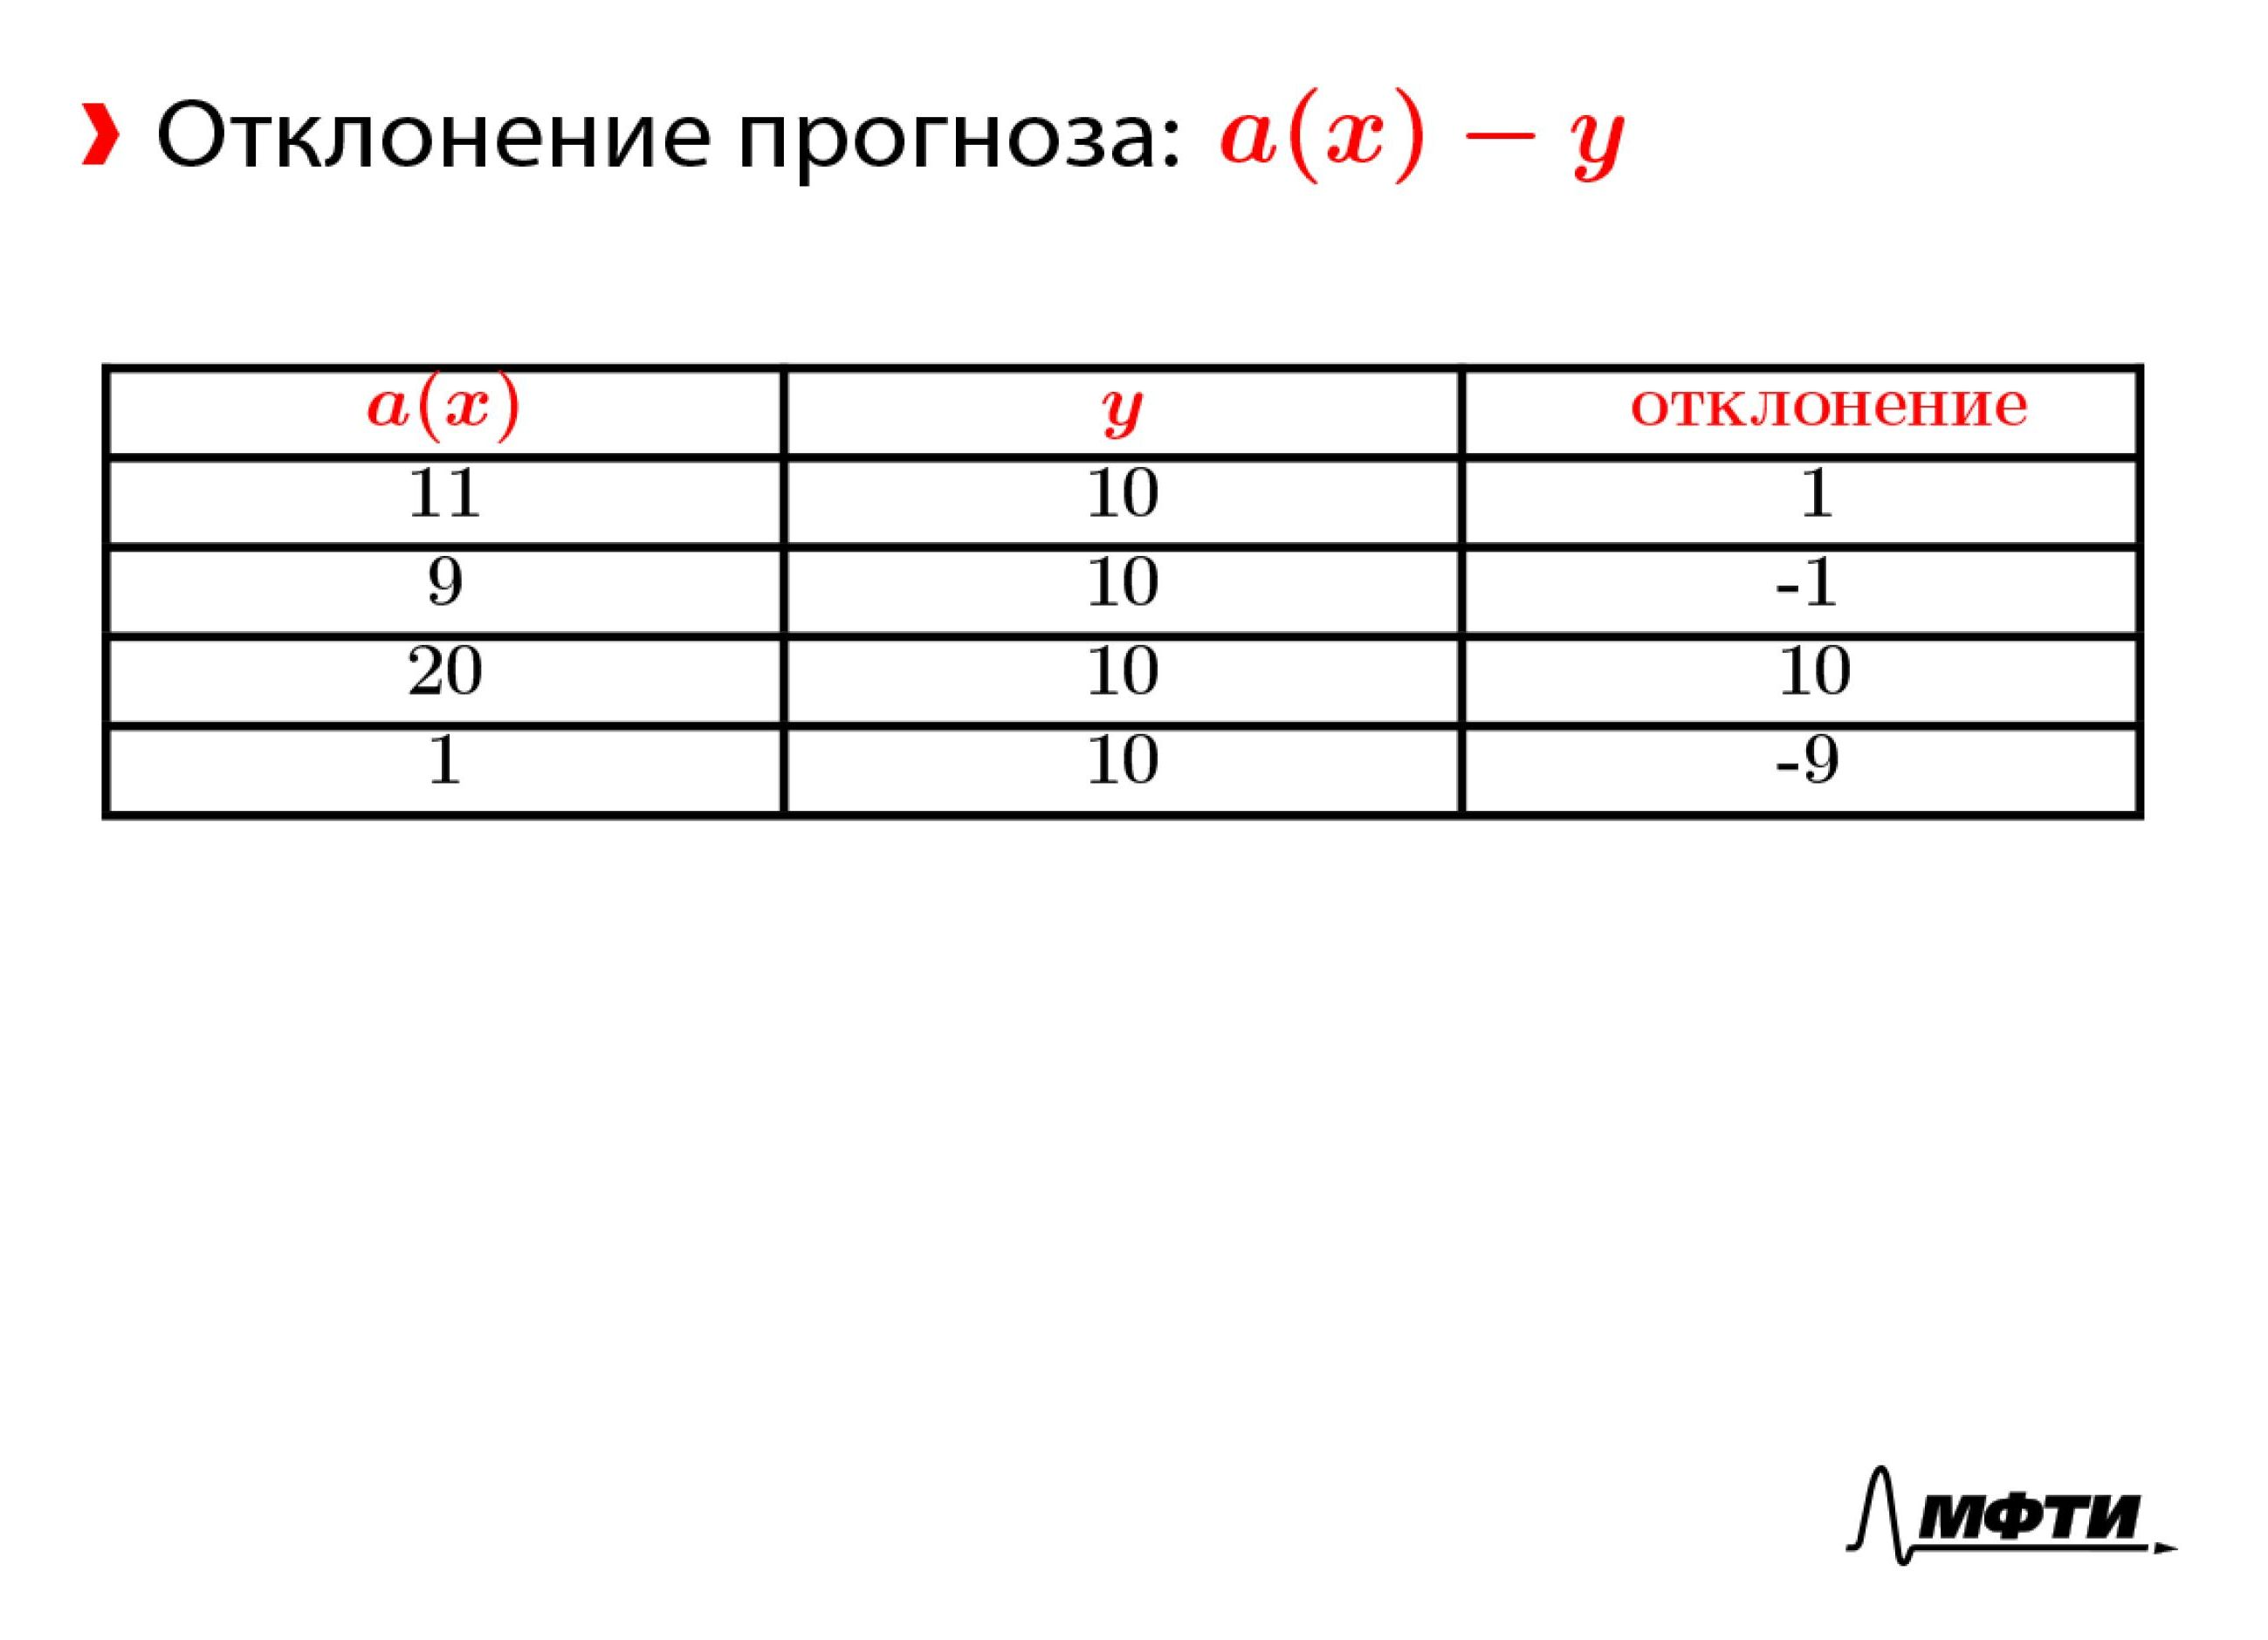 Отклонение прогноза: a(x) − y
a(x) y отклонение
11 10 1
9 10 -1
20 10 10
1 10 -9
МФТИ